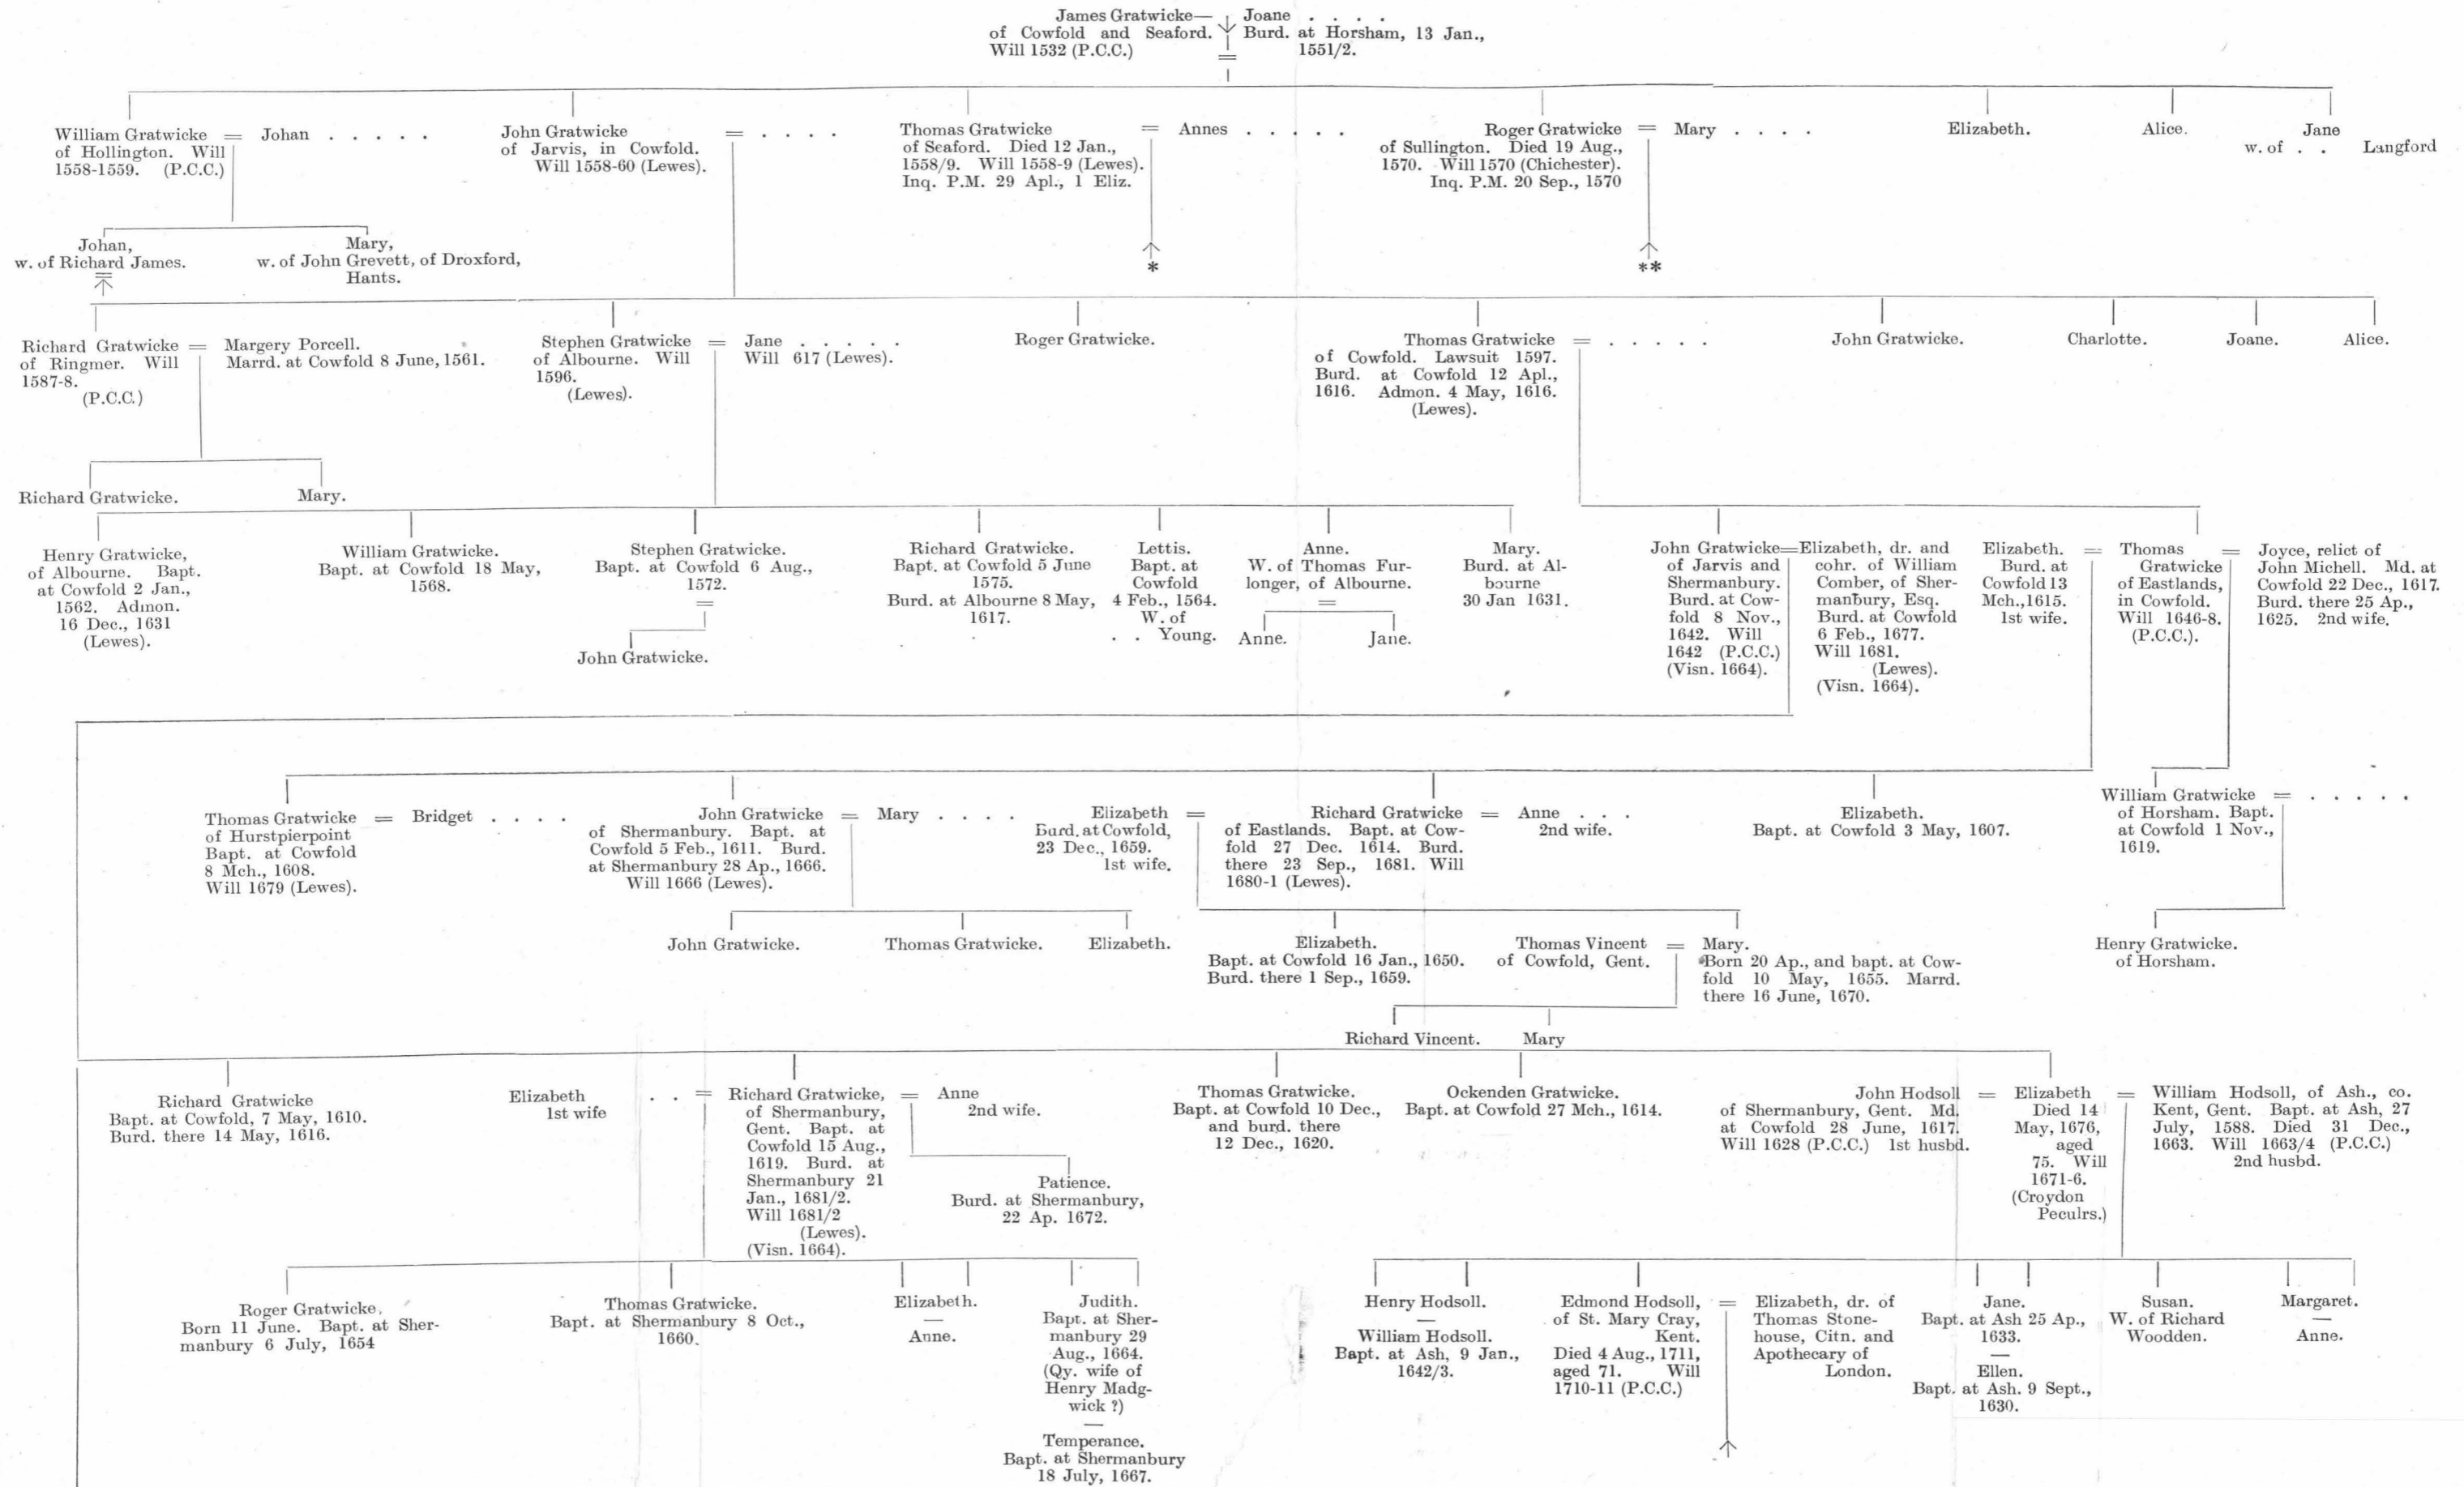 James Gratwicke—
of Cowfold and Seaford.
Will 1532 (P.C.C.)
Joane . . . .
Burd. at Horsham, 13 Jan.,
1551/2.
=
William Gratwicke
of Hollington. Will
1558-1559. (P.C.C.)
=
Johan . . . . .
John Gratwicke
of Jarvis, in Cowfold.
Will 1558-60 (Lewes).
= . . . .
Thomas Gratwicke
of Seaford. Died 12 Jan.,
1558/9. Will 1558-9 (Lewes).
Inq. P.M. 29 Apl., 1 Eliz.
=
Annes . . . . .
*
Roger Gratwicke
of Sullington. Died 19 Aug.,
1570. Will 1570 (Chichester).
Inq. P.M. 20 Sep., 1570
=
Mary . . . .
**
Elizabeth.
Alice.
Jane
w. of . . Langford
Johan,
w. of Richard James.
=
Mary,
w. of John Grevett, of Droxford,
Hants.
Richard Gratwicke
of Ringmer. Will
1587-8.
(P.C.C.)
=
Margery Porcell.
Marrd. at Cowfold 8 June, 1561.
Stephen Gratwicke
of Albourne. Will
1596.
(Lewes).
=
Jane . . . . .
Will 617 (Lewes).
Roger Gratwicke.
Thomas Gratwicke
of Cowfold. Lawsuit 1597.
Burd. at Cowfold 12 Apl.,
1616. Admon. 4 May, 1616.
(Lewes).
= . . . . .
John Gratwicke.
Charlotte.
Joane.
Alice.
Richard Gratwicke.
Mary.
Henry Gratwicke,
of Albourne. Bapt.
at Cowfold 2 Jan.,
1562. Admon.
16 Dec., 1631
(Lewes).
William Gratwicke.
Bapt. at Cowfold 18 May,
1568.
Stephen Gratwicke.
Bapt. at Cowfold 6 Aug.,
1572.
=
John Gratwicke.
Richard Gratwicke.
Bapt. at Cowfold 5 June
1575.
Burd. at Albourne 8 May,
1617.
Lettis.
Bapt. at
Cowfold
4 Feb., 1564.
W. of
. . Young.
Anne.
W. of Thomas Fur-
longer, of Albourne.
=
Anne.
Jane.
Mary.
Burd. at Al-
bourne
30 Jan 1631.
John Gratwicke=
of Jarvis and
Shermanbury.
Burd. at Cow-
fold 8 Nov.,
1642. Will
1642 (P.C.C.)
(Visn. 1664).
Elizabeth, dr. and
cohr. of William
Comber, of Sher-
manbury, Esq.
Burd. at Cowfold
6 Feb., 1677.
Will 1681.
(Lewes).
(Visn. 1664).
Elizabeth.
Burd. at
Cowfold 13
Mch., 1615.
1st wife.
=
Thomas
Gratwicke
of Eastlands,
in Cowfold.
Will 1646-8.
(P.C.C.).
=
Joyce, relict of
John Michell. Md. at
Cowfold 22 Dec., 1617.
Burd. there 25 Ap.,
1625. 2nd wife.
Thomas Gratwicke
of Hurstpierpoint
Bapt. at Cowfold
8 Mch., 1608.
Will 1679 (Lewes).
=
Bridget . . . .
John Gratwicke
of Shermanbury. Bapt. at
Cowfold 5 Feb., 1611. Burd.
at Shermanbury 28 Ap., 1666.
Will 1666 (Lewes).
=
Mary . . . .
Elizabeth
Burd. at Cowfold,
23 Dec., 1659.
1st wife.
=
Richard Gratwicke
of Eastlands. Bapt. at Cow-
fold 27 Dec. 1614. Burd.
there 23 Sep., 1681. Will
1680-1 (Lewes).
=
Anne . . .
2nd wife.
Elizabeth.
Bapt. at Cowfold 3 May, 1607.
William Gratwicke
of Horsham. Bapt.
at Cowfold 1 Nov.,
1619.
= . . . . .
John Gratwicke.
Thomas Gratwicke.
Elizabeth.
Elizabeth.
Bapt. at Cowfold 16 Jan., 1650.
Burd. there 1 Sep., 1659.
Thomas Vincent
of Cowfold, Gent.
=
Mary.
Born 20 Ap., and bapt. at Cow-
fold 10 May, 1655. Marrd.
there 16 June, 1670.
Henry Gratwicke.
of Horsham.
Richard Vincent.
Mary
Richard Gratwicke
Bapt. at Cowfold, 7 May, 1610.
Burd. there 14 May, 1616.
Elizabeth . .
1st wife
=
Richard Gratwicke,
of Shermanbury,
Gent. Bapt. at
Cowfold 15 Aug.,
1619. Burd. at
Shermanbury 21
Jan., 1681/2.
Will 1681/2
(Lewes).
(Visn. 1664).
=
Anne
2nd wife.
Patience.
Burd. at Shermanbury,
22 Ap. 1672.
Thomas Gratwicke.
Bapt. at Cowfold 10 Dec.,
and burd. there
12 Dec., 1620.
Ockenden Gratwicke.
Bapt. at Cowfold 27 Mch., 1614.
John Hodsoll
of Shermanbury, Gent. Md.
at Cowfold 28 June, 1617.
Will 1628 (P.C.C.) 1st husbd.
=
Elizabeth
Died 14
May, 1676,
aged
75. Will
1671-6.
(Croydon
Peculrs.)
=
William Hodsoll, of Ash., co.
Kent, Gent. Bapt. at Ash, 27
July, 1588. Died 31 Dec.,
1663. Will 1663/4 (P.C.C.)
2nd husbd.
Roger Gratwicke.
Born 11 June. Bapt. at Sher-
manbury 6 July, 1654
Thomas Gratwicke.
Bapt. at Shermanbury 8 Oct.,
1660.
Elizabeth.
—
Anne.
Judith.
Bapt. at Sher-
manbury 29
Aug., 1664.
(Qy. wife of
Henry Madg-
wick ?)
—
Temperance.
Bapt. at Shermanbury
18 July, 1667.
Henry Hodsoll.
—
William Hodsoll.
Bapt. at Ash, 9 Jan.,
1642/3.
Edmond Hodsoll,
of St. Mary Cray,
Kent.
Died 4 Aug., 1711,
aged 71. Will
1710-11 (P.C.C.)
=
Elizabeth, dr. of
Thomas Stone-
house, Citn. and
Apothecary of
London.
Jane.
Bapt. at Ash 25 Ap.,
1633.
—
Ellen.
Bapt. at Ash. 9 Sept.,
1630.
Susan.
W. of Richard
Woodden.
Margaret.
—
Anne.